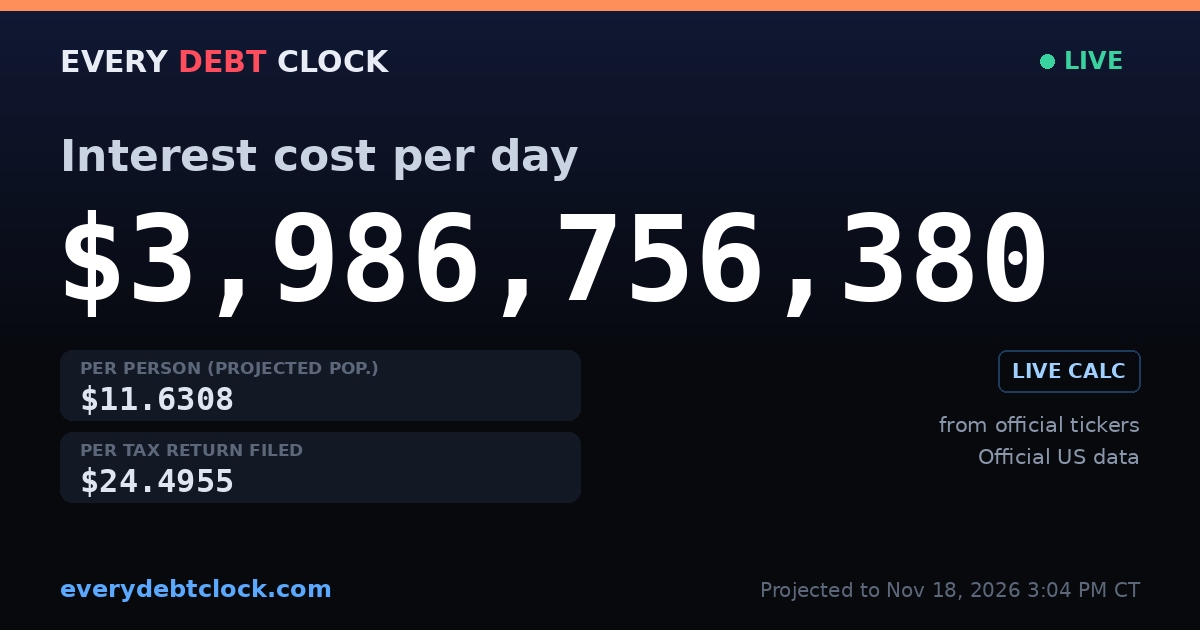 EVERY DEBT CLOCK
LIVE
Interest cost per day
$3,986,756,380
PER PERSON (PROJECTED POP.)
$11.6308
PER TAX RETURN FILED
$24.4955
LIVE CALC
from official tickers
Official US data
everydebtclock.com
Projected to Nov 18, 2026 3:04 PM CT